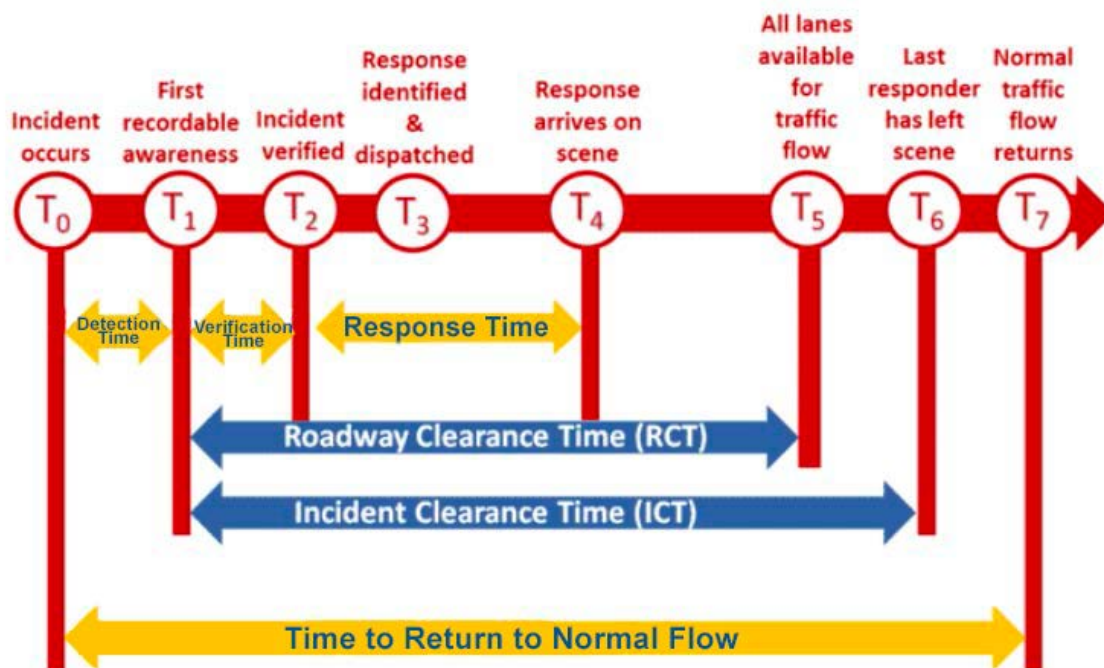 Incident
occurs
First
recordable
awareness
Incident
verified
Response
identified
&
dispatched
Response
arrives on
scene
All lanes
available
for
traffic
flow
Last
responder
has left
scene
Normal
traffic
flow
returns
T0
T1
T2
T3
T4
T5
T6
T7
Detection
Time
Verification
Time
Response Time
Roadway Clearance Time (RCT)
Incident Clearance Time (ICT)
Time to Return to Normal Flow